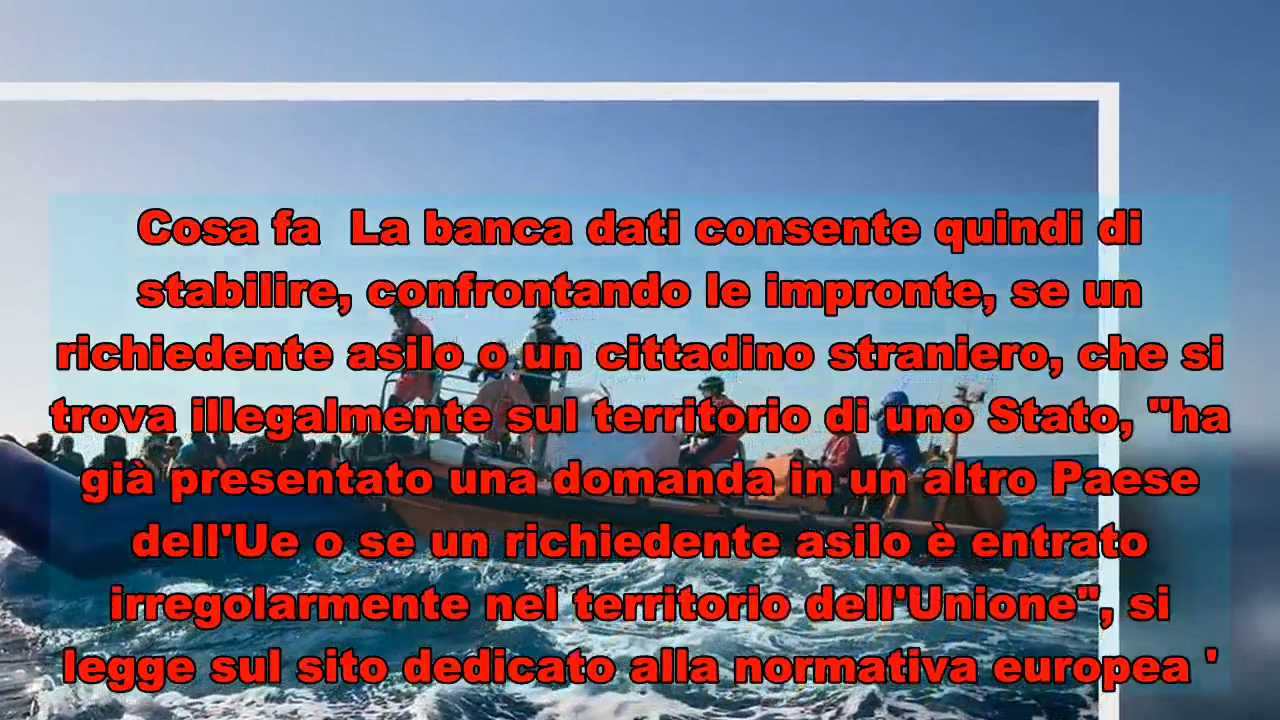 Cosa fa  La banca dati consente quindi di
stabilire, confrontando le impronte, se un
richiedente asilo o un cittadino straniero, che si
trova illegalmente sul territorio di uno Stato, "ha
già presentato una domanda in un altro Paese
dell'Ue o se un richiedente asilo è entrato
irregolarmente nel territorio dell'Unione", si
legge sul sito dedicato alla normativa europea '